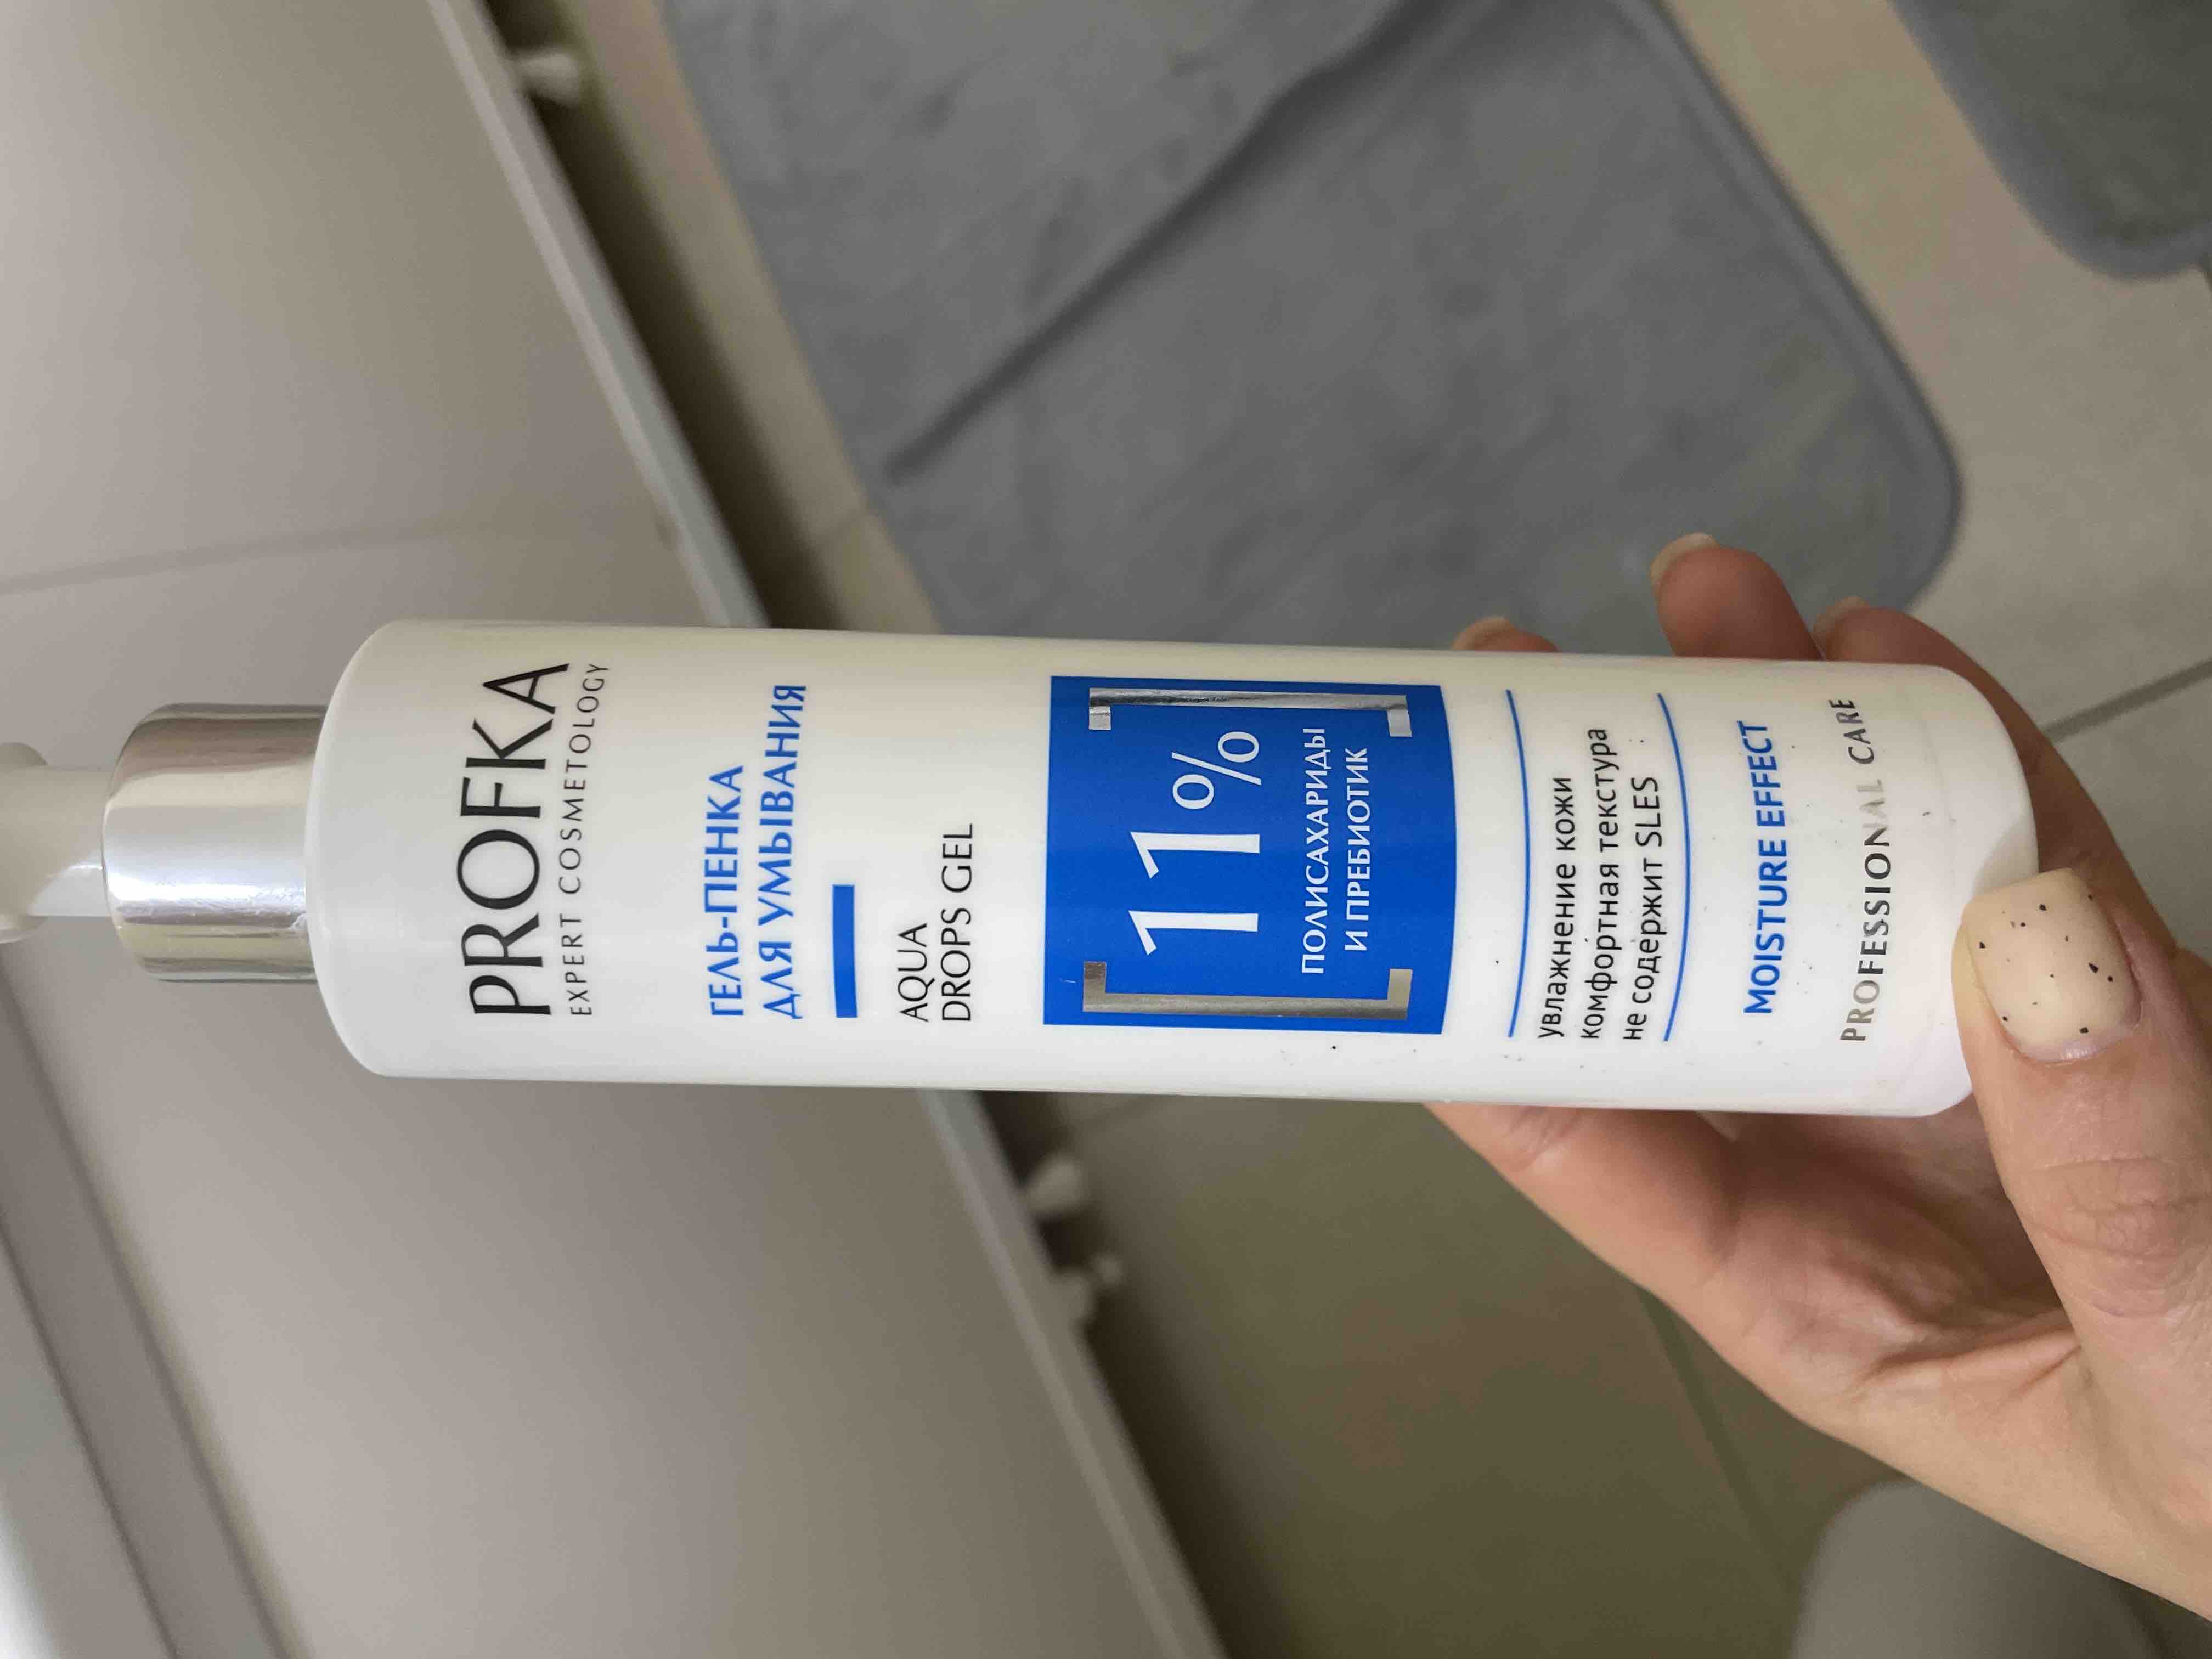 PROFKA
EXPERT COSMETOLOGY
ГЕЛЬ-ПЕНКА
ДЛЯ УМЫВАНИЯ
AQUA
DROPS GEL
11%
ПОЛИСАХАРИДЫ
И ПРЕБИОТИК
увлажнение кожи
комфортная текстура
не содержит SLES
MOISTURE EFFECT
PROFESSIONAL CARE